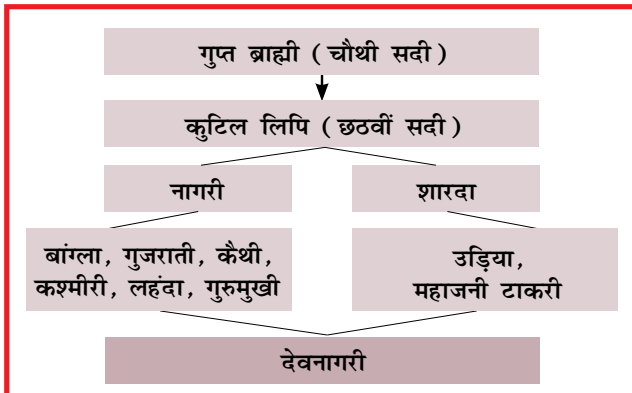 गुप्त ब्राह्मी (चौथी सदी)
कुटिल लिपि (छठवीं सदी)
नागरी
शारदा
बांग्ला, गुजराती, कैथी,
कश्मीरी, लहंदा, गुरुमुखी
उड़िया,
महाजनी टाकरी
देवनागरी